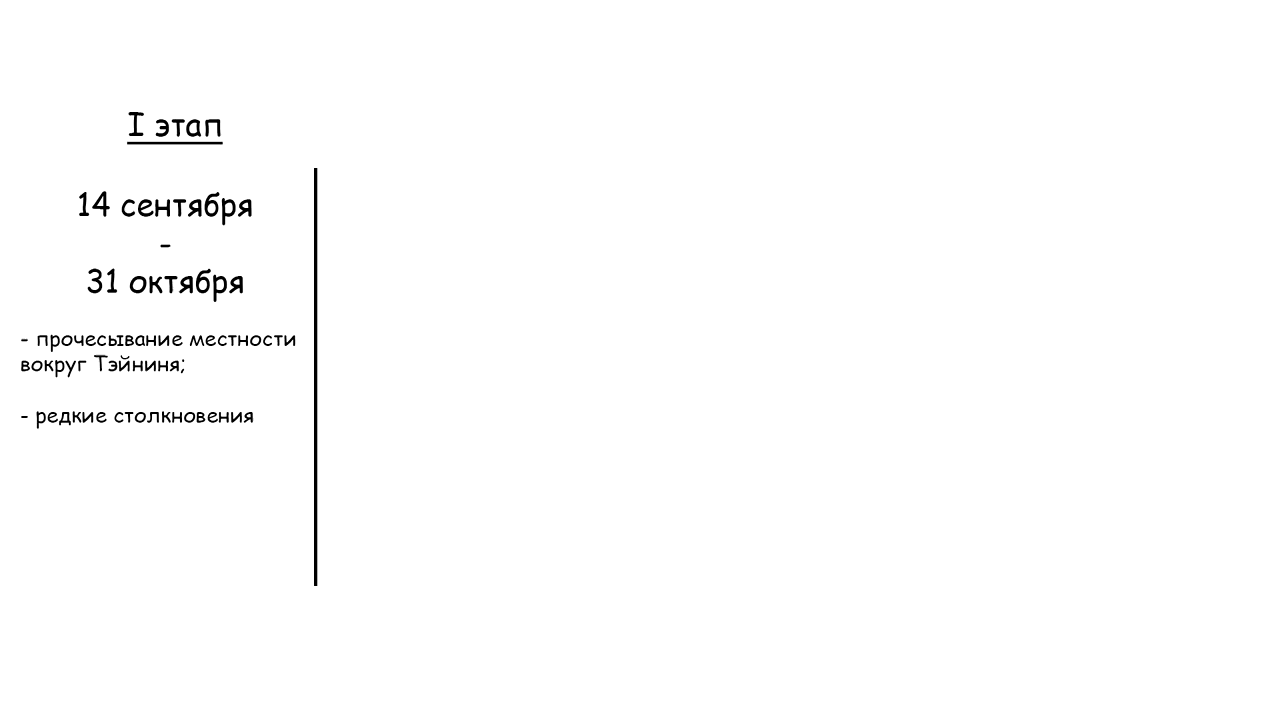 I этап
14 сентября
-
31 октября
- прочесывание местности
вокруг Тэйниня;
- редкие столкновения